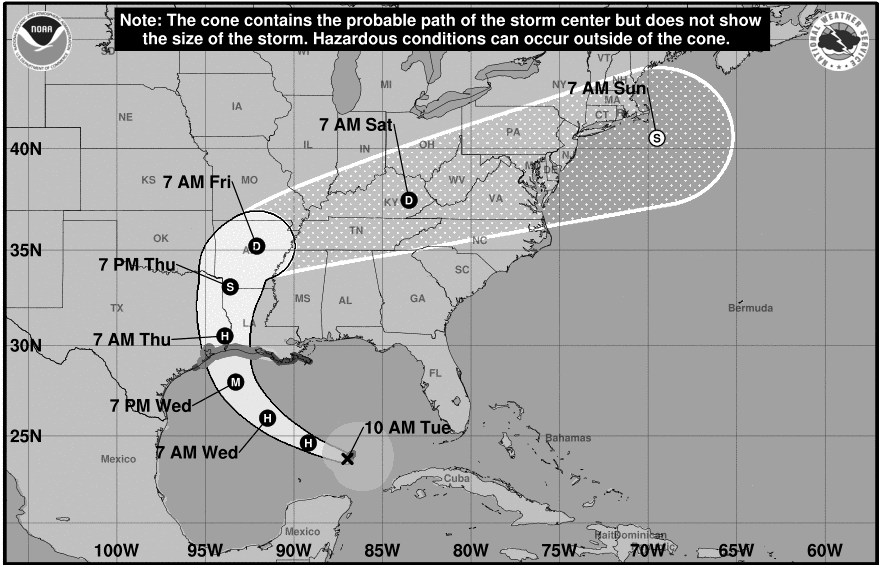 Note: The cone contains the probable path of the storm center but does not show
the size of the storm. Hazardous conditions can occur outside of the cone.
NOAA
NATIONAL WEATHER SERVICE
SD
WI
MI
NY
VT
NH
7 AM Sun
MA
CT
RI
S
NE
IA
7 AM Sat
IL
IN
OH
PA
NJ
MD
DE
40N
KS
7 AM Fri
MO
D
KY
WV
VA
OK
D
TN
NC
35N
7 PM Thu
S
SC
TX
MS
AL
GA
Bermuda
LA
7 AM Thu
H
30N
FL
M
7 PM Wed
H
10 AM Tue
25N
7 AM Wed
H
Bahamas
Mexico
Cuba
Mexico
Haiti
Dominican
100W
95W
90W
85W
80W
75W
70W
65W
60W